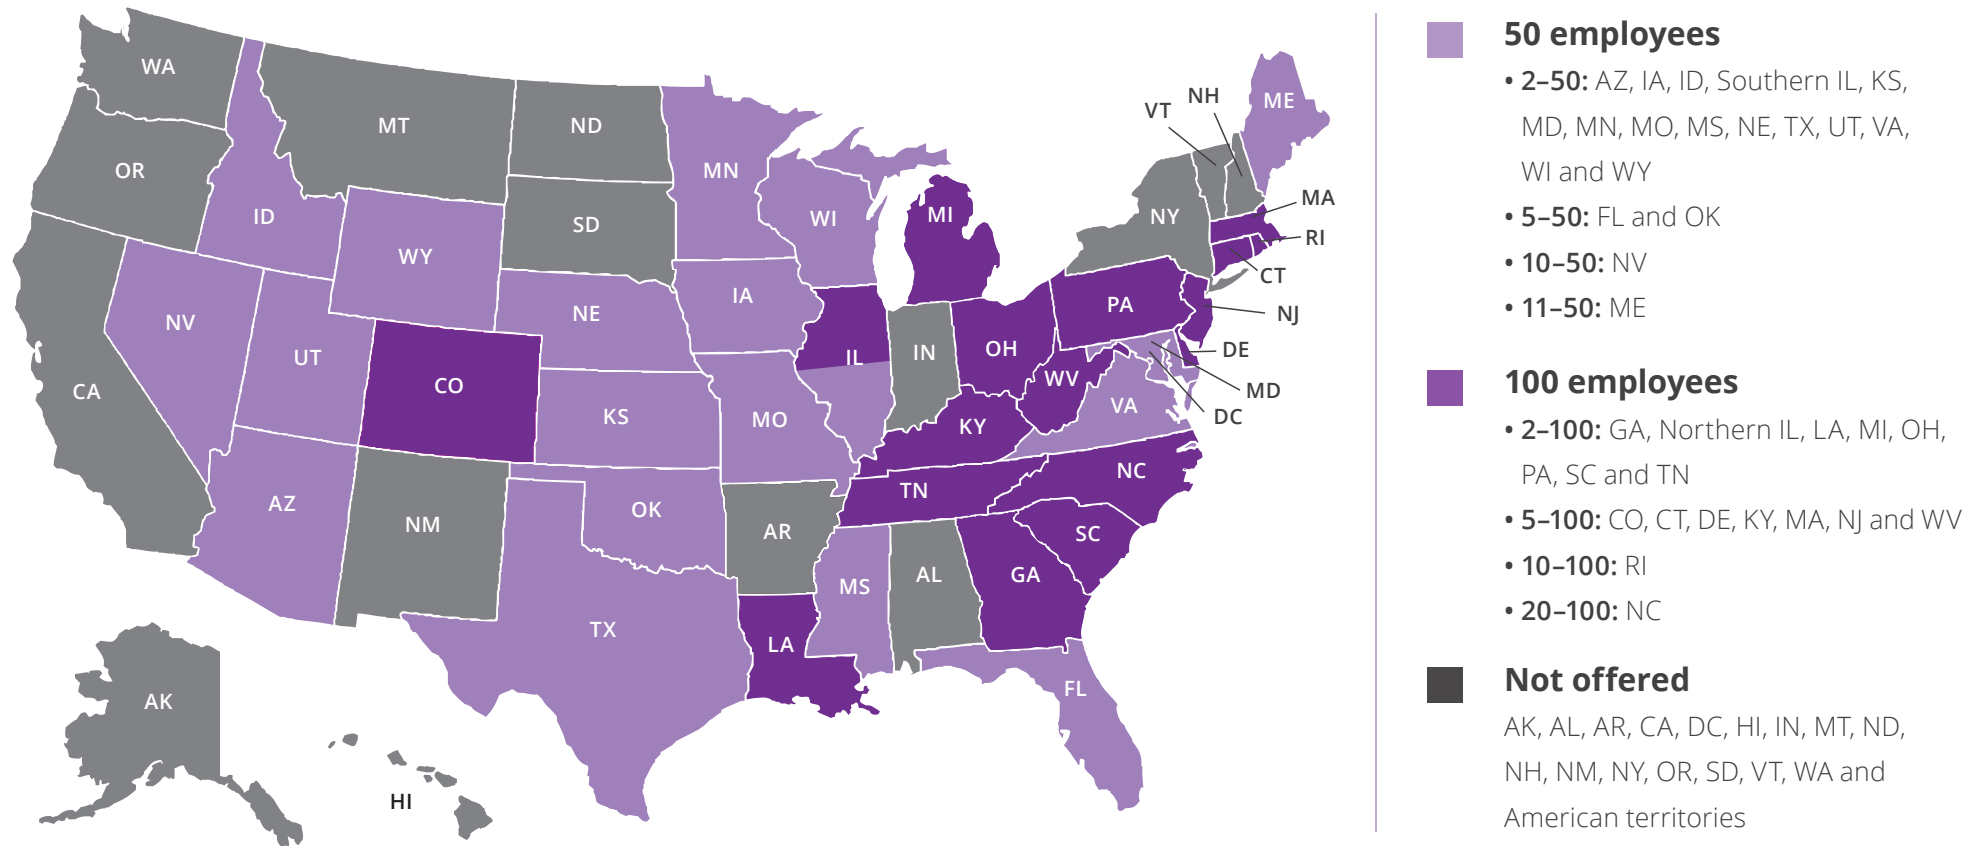 WA
MT
ND
OR
ID
SD
MN
WI
MI
WY
NE
IA
NV
UT
CO
CA
KS
MO
IL
IN
OH
AZ
NM
OK
AR
TX
LA
MS
AL
GA
TN
KY
WV
VA
NC
SC
FL
PA
NY
VT
NH
ME
MA
RI
CT
NJ
DE
MD
DC
AK
HI
50 employees
• 2–50: AZ, IA, ID, Southern IL, KS,
MD, MN, MO, MS, NE, TX, UT, VA,
WI and WY
• 5–50: FL and OK
• 10–50: NV
• 11–50: ME
100 employees
• 2–100: GA, Northern IL, LA, MI, OH,
PA, SC and TN
• 5–100: CO, CT, DE, KY, MA, NJ and WV
• 10–100: RI
• 20–100: NC
Not offered
AK, AL, AR, CA, DC, HI, IN, MT, ND,
NH, NM, NY, OR, SD, VT, WA and
American territories